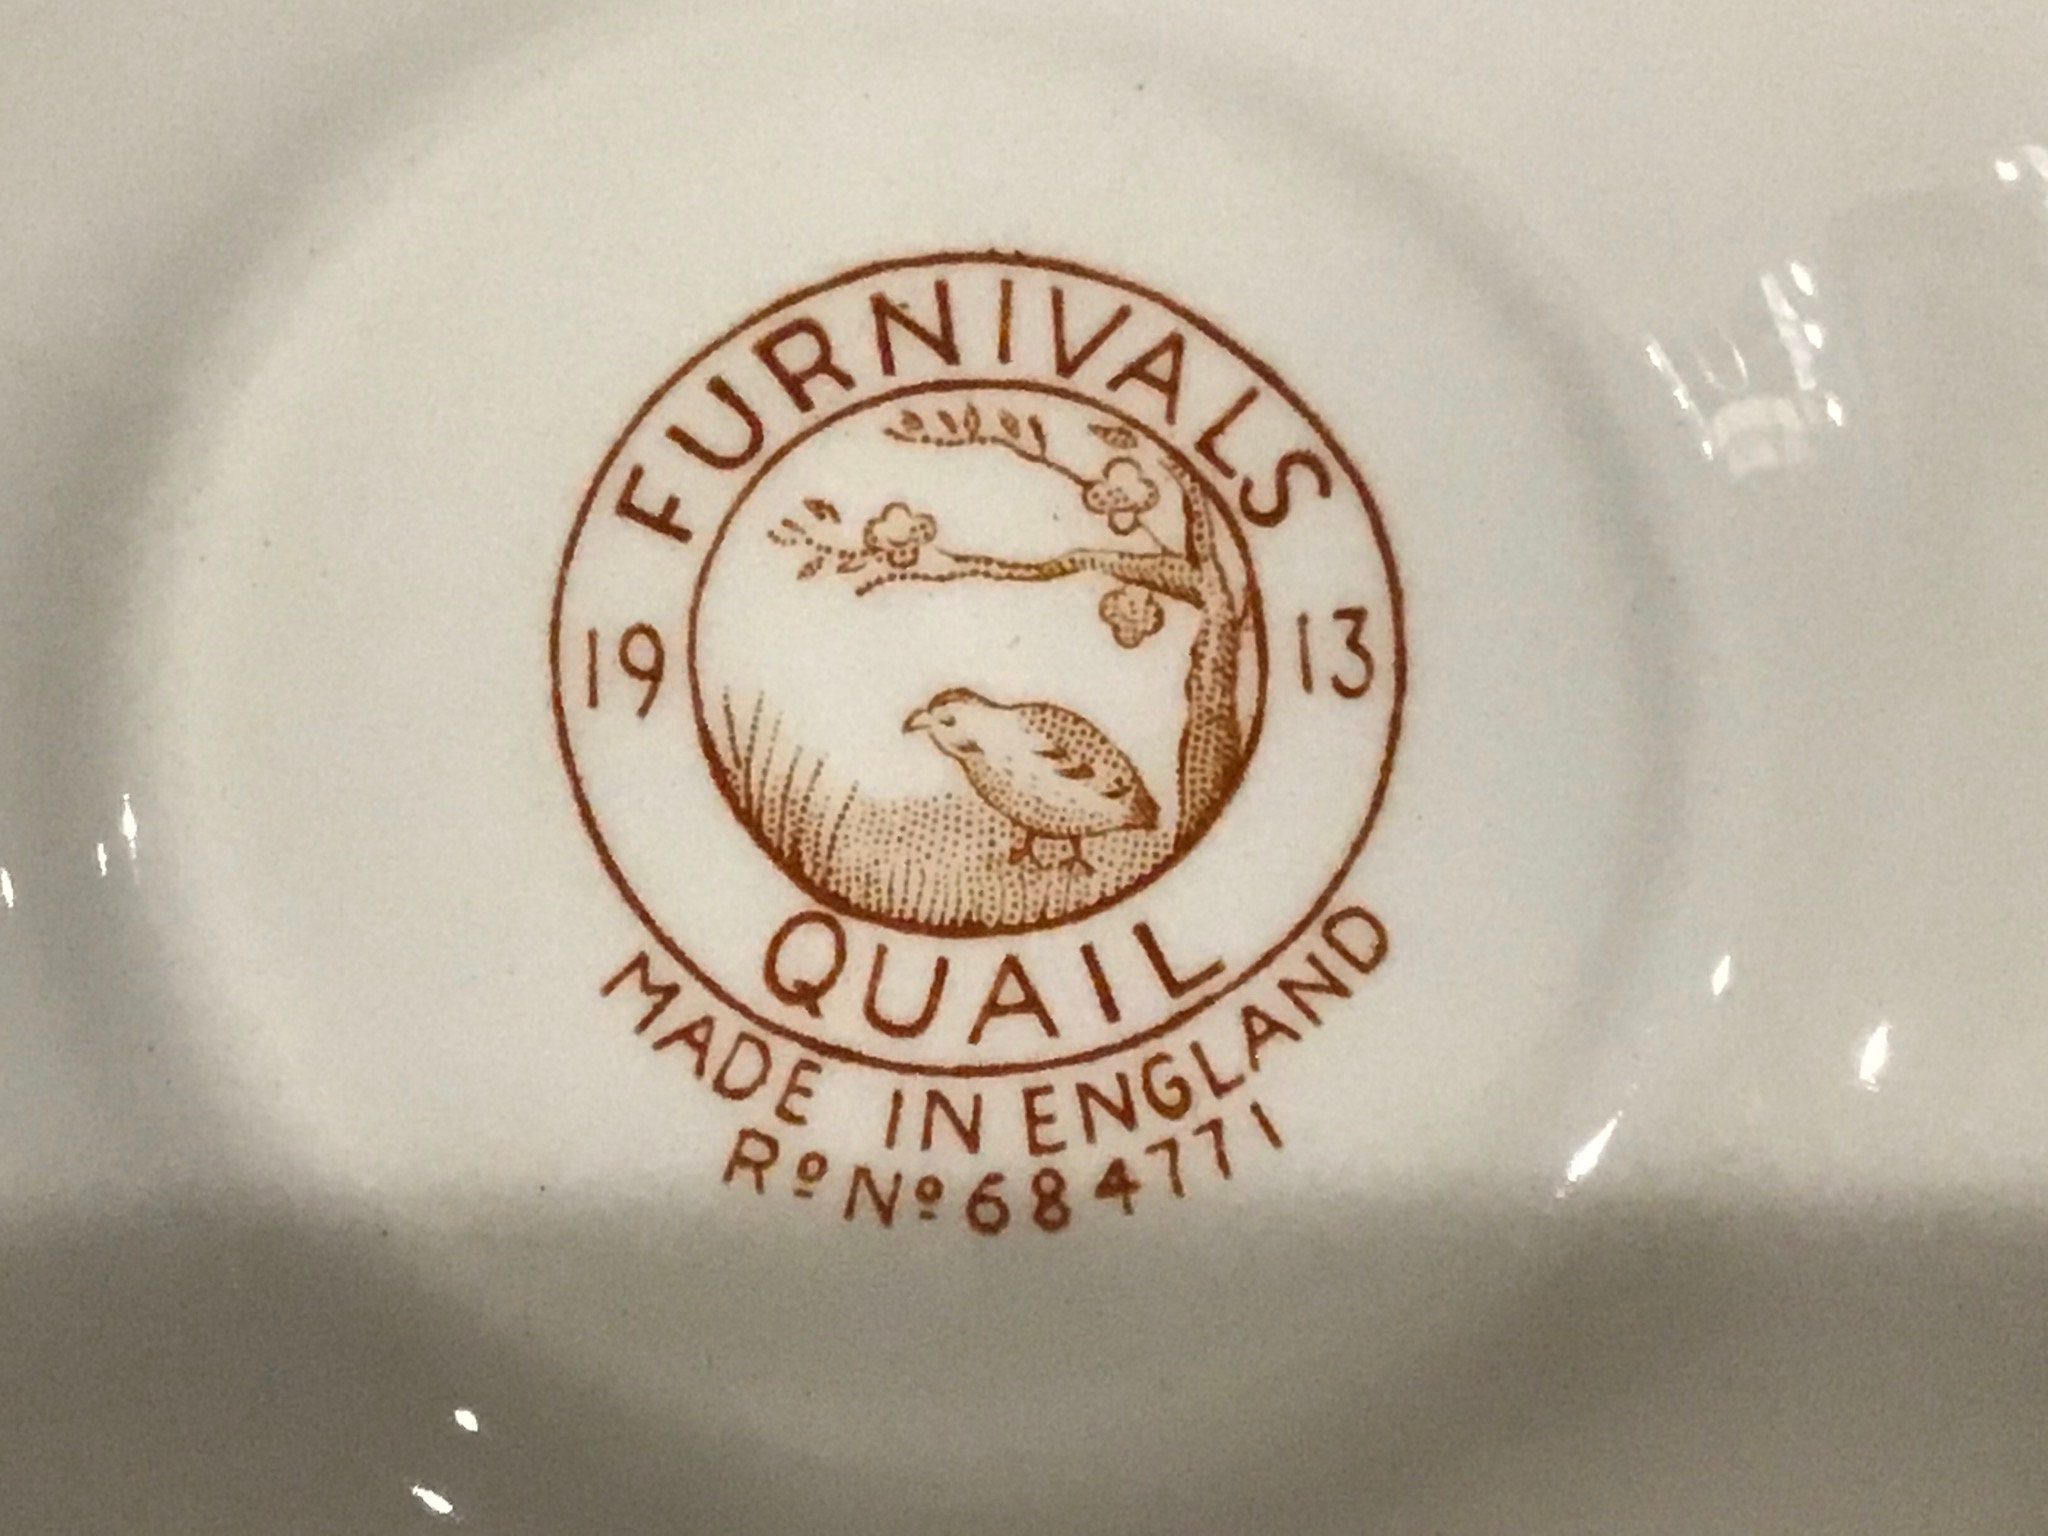 FURNIVALS
19 13
QUAIL
MADE IN ENGLAND
Rº Nº 684771